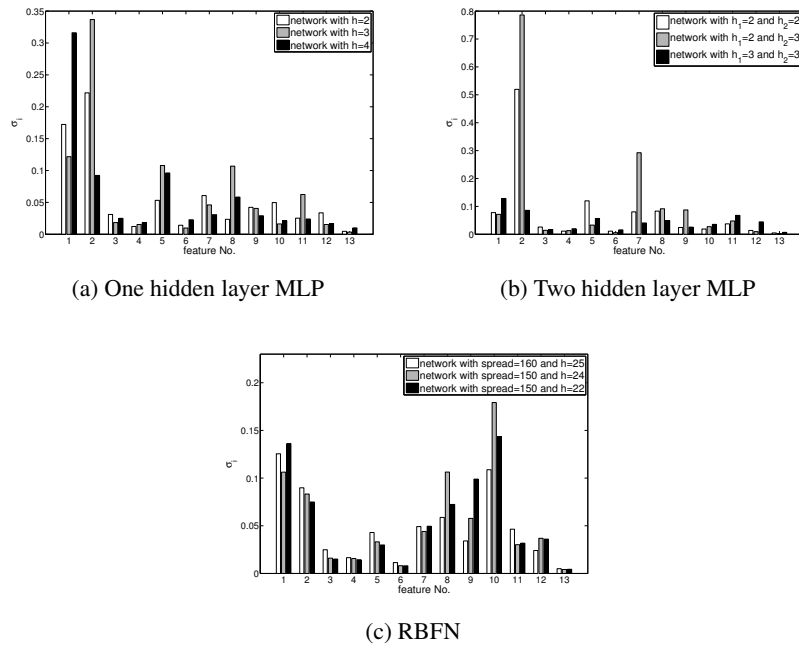 0.35
0.3
0.25
0.2
0.15
0.1
0.05
0
σi
network with h=2
network with h=3
network with h=4
1 2 3 4 5 6 7 8 9 10 11 12 13
feature No.
(a) One hidden layer MLP
0.8
0.7
0.6
0.5
0.4
0.3
0.2
0.1
0
σi
network with h1=2 and h2=2
network with h1=2 and h2=3
network with h1=3 and h2=3
1 2 3 4 5 6 7 8 9 10 11 12 13
feature No.
(b) Two hidden layer MLP
0.2
0.15
0.1
0.05
0
σi
network with spread=160 and h=25
network with spread=150 and h=24
network with spread=150 and h=22
1 2 3 4 5 6 7 8 9 10 11 12 13
feature No.
(c) RBFN